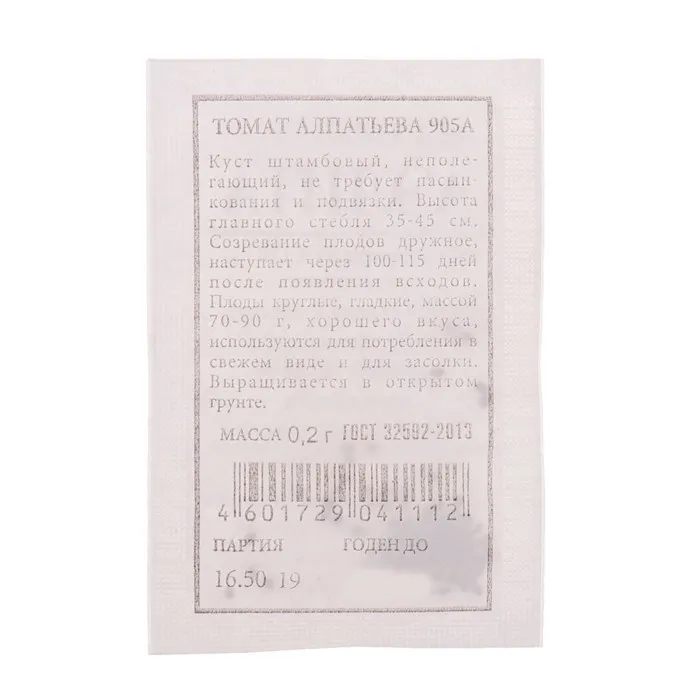 ТОМАТ АЛПАТЬЕВА 905А
Куст штамбовый, неполе-
гающий, не требует пасын-
кования и подвязки. Высота
главного стебля 35-45 см.
Созревание плодов дружное,
наступает через 100-115 дней
после появления всходов.
Плоды круглые, гладкие, массой
70-90 г, хорошего вкуса,
используются для потребления в
свежем виде и для засолки.
Выращивается в открытом
грунте.
МАССА 0,2 г ГОСТ 32592-2013
4 601729 041112
ПАРТИЯ ГОДЕН ДО
16.50 19